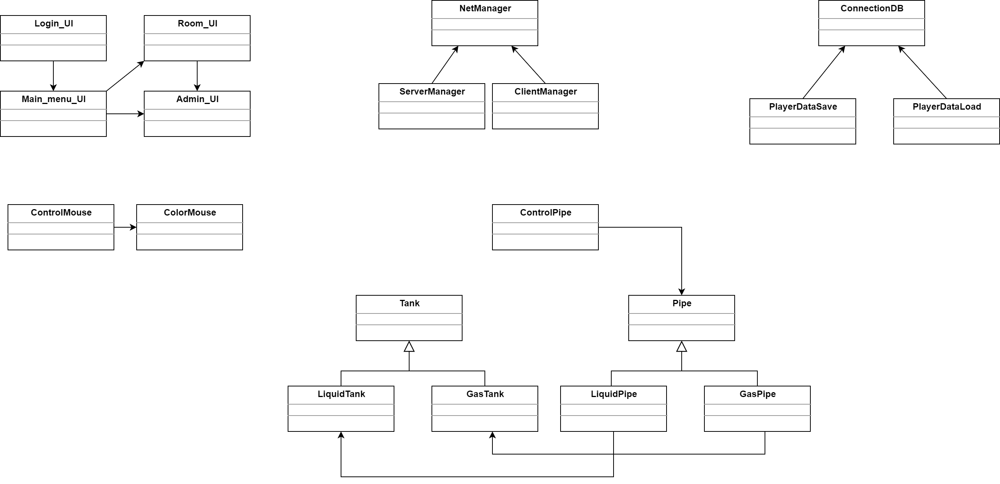 NetManager
ConnectionDB
Login_UI
Room_UI
ServerManager
ClientManager
Main_menu_UI
Admin_UI
PlayerDataSave
PlayerDataLoad
ControlMouse
ColorMouse
ControlPipe
Tank
Pipe
LiquidTank
GasTank
LiquidPipe
GasPipe